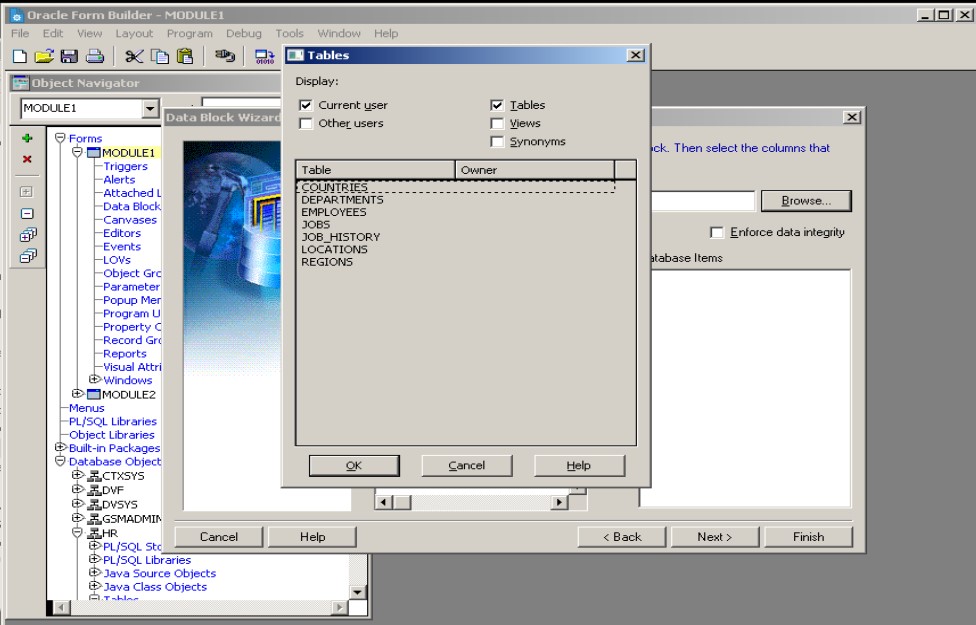 Oracle Form Builder - MODULE1
File Edit View Layout Program Debug Tools Window Help
Object Navigator
MODULE1
Forms
MODULE1
Triggers
Alerts
Attached L
Data Block
Canvases
Editors
Events
LOVs
Object Gro
Parameter
Popup Men
Program U
Property C
Record Gro
Reports
Visual Attri
Windows
MODULE2
Menus
PL/SQL Libraries
Object Libraries
Built-in Packages
Database Object
CTXSYS
DVF
DVSYS
GSMADMIN
HR
PL/SQL Sto
PL/SQL Libraries
Java Source Objects
Java Class Objects
Tables
Data Block Wizard
ck. Then select the columns that
Browse...
Enforce data integrity
atabase Items
Cancel Help < Back Next > Finish
Tables
Display:
Current user Tables
Other users Views
Synonyms
Table Owner
COUNTRIES
DEPARTMENTS
EMPLOYEES
JOBS
JOB_HISTORY
LOCATIONS
REGIONS
OK Cancel Help